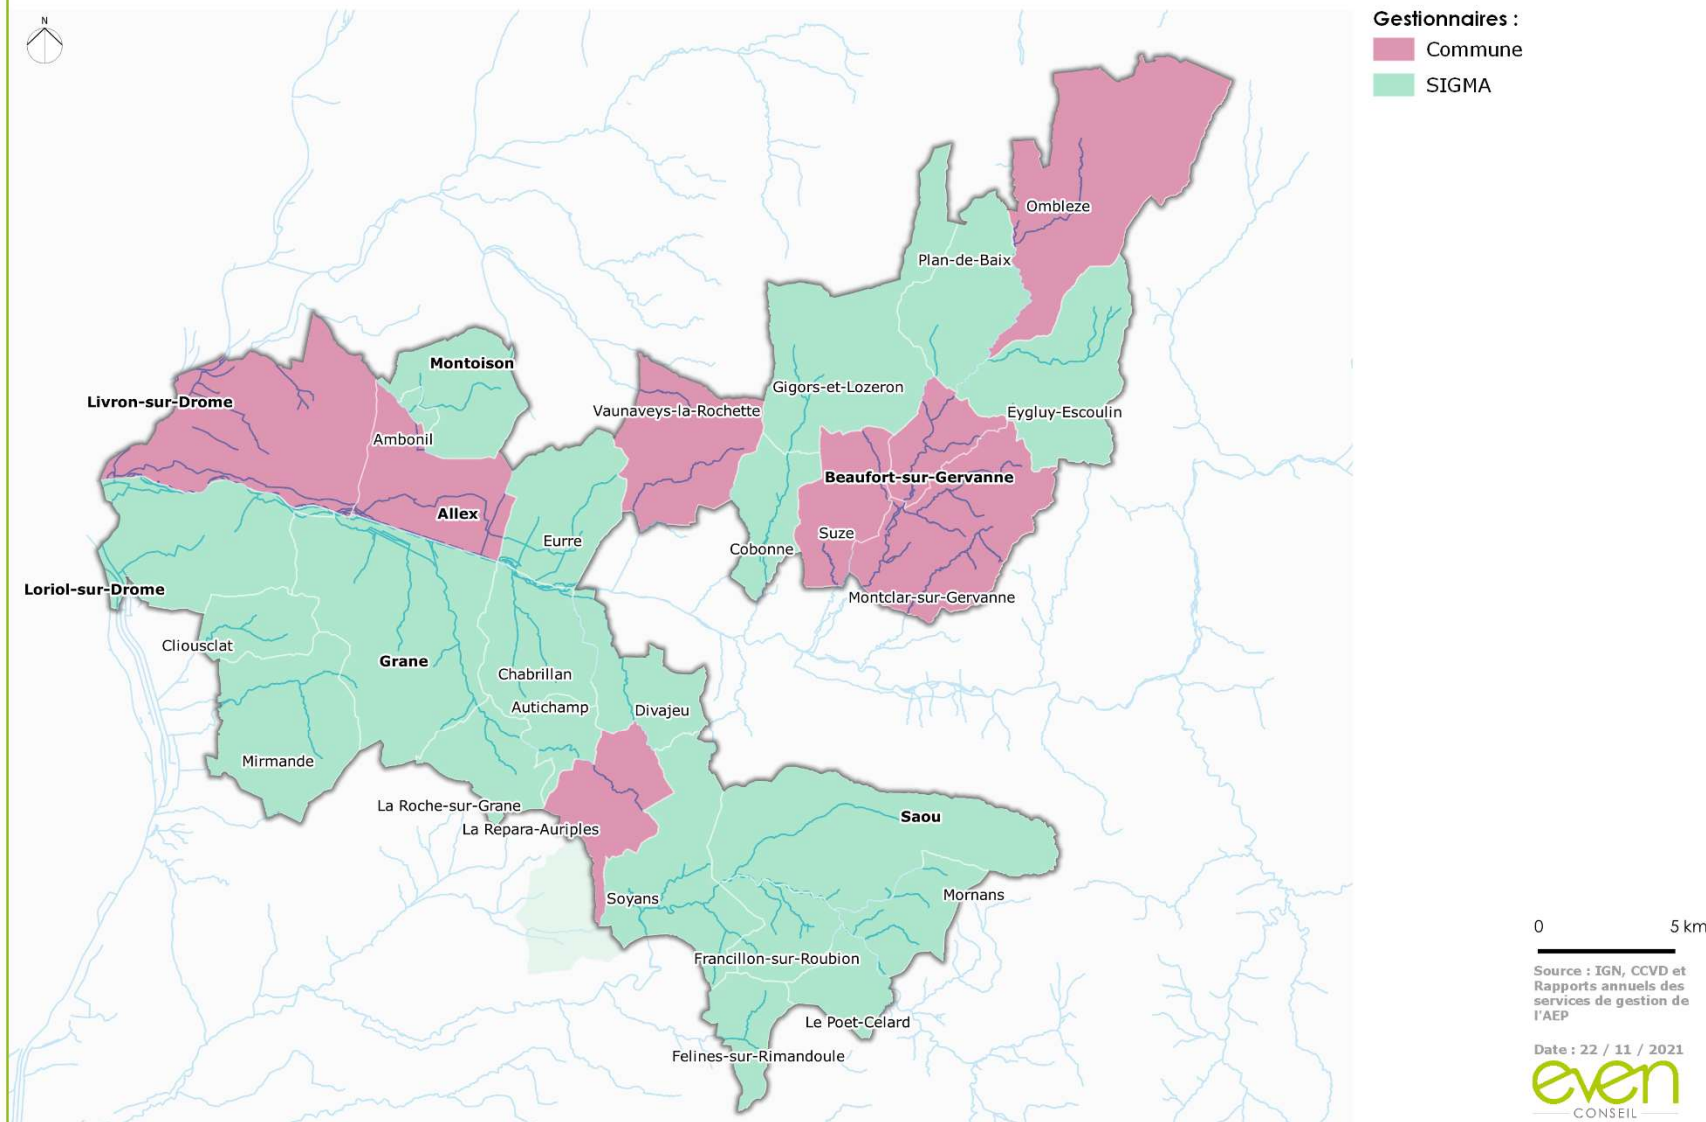 N
Gestionnaires :
Commune
SIGMA
Ombleze
Plan-de-Baix
Montoison
Gigors-et-Lozeron
Livron-sur-Drome
Vaunaveys-la-Rochette
Eygluy-Escoulin
Ambonil
Beaufort-sur-Gervanne
Allex
Suze
Eurre
Cobonne
Loriol-sur-Drome
Montclar-sur-Gervanne
Cliousclat
Grane
Chabrillan
Autichamp
Divajeu
Mirmande
La Roche-sur-Grane
Saou
La Repara-Auriples
Mornans
Soyans
Francillon-sur-Roubion
Le Poet-Celard
Felines-sur-Rimandoule
0 5 km
Source : IGN, CCVD et
Rapports annuels des
services de gestion de
l'AEP
Date : 22 / 11 / 2021
even
CONSEIL